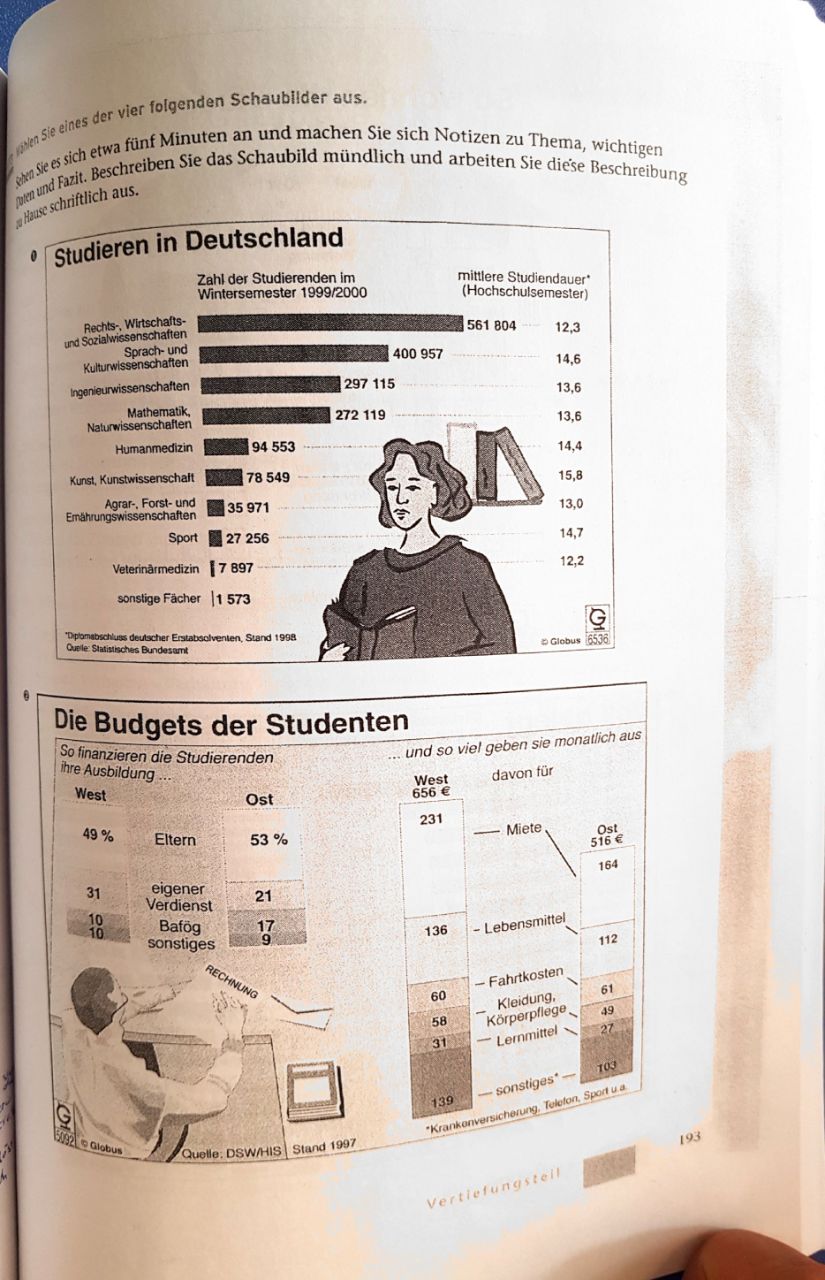 Wählen Sie eines der vier folgenden Schaubilder aus.
Sehen Sie es sich etwa fünf Minuten an und machen Sie sich Notizen zu Thema, wichtigen
Daten und Fazit. Beschreiben Sie das Schaubild mündlich und arbeiten Sie diese Beschreibung
zu Hause schriftlich aus.
1
Studieren in Deutschland
Zahl der Studierenden im
Wintersemester 1999/2000
mittlere Studiendauer*
(Hochschulsemester)
Rechts-, Wirtschafts-
und Sozialwissenschaften 561 804 12,3
Sprach- und
Kulturwissenschaften 400 957 14,6
Ingenieurwissenschaften 297 115 13,6
Mathematik,
Naturwissenschaften 272 119 13,6
Humanmedizin 94 553 14,4
Kunst, Kunstwissenschaft 78 549 15,8
Agrar-, Forst- und
Ernährungswissenschaften 35 971 13,0
Sport 27 256 14,7
Veterinärmedizin 7 897 12,2
sonstige Fächer 1 573
*Diplomabschluss deutscher Erstabsolventen, Stand 1998
Quelle: Statistisches Bundesamt
© Globus
G
6536
2
Die Budgets der Studenten
So finanzieren die Studierenden
ihre Ausbildung ...
West Ost
49 % Eltern 53 %
31 eigener
Verdienst 21
10 Bafög 17
10 sonstiges 9
RECHNUNG
... und so viel geben sie monatlich aus
West
656 €
davon für
Ost
516 €
231 Miete 164
136 Lebensmittel 112
60 Fahrtkosten 61
58 Kleidung,
Körperpflege 49
31 Lernmittel 27
139 sonstiges* 103
*Krankenversicherung, Telefon, Sport u.a.
G
5092
© Globus
Quelle: DSW/HIS Stand 1997
193
Vertiefungsteil